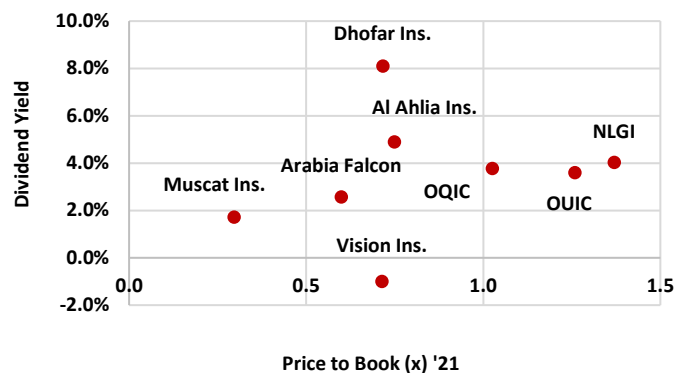 10.0%
Dhofar Ins.
8.0%
Al Ahlia Ins.
6.0%
NLGI
4.0%
Arabia Falcon
Muscat Ins.
OQIC
OUIC
2.0%
Vision Ins.
0.0%
0.0 0.5 1.0 1.5
-2.0%
Dividend Yield
Price to Book (x) '21